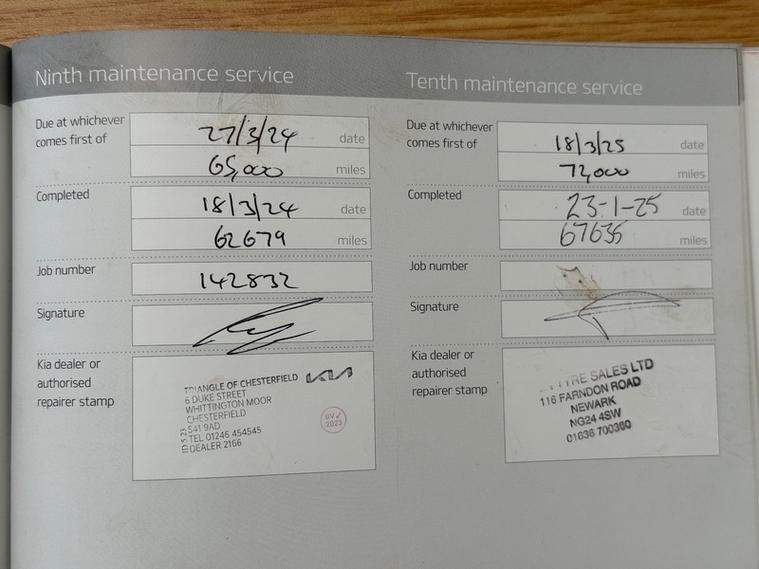 Ninth maintenance service
Due at whichever
comes first of
27/3/24 date
65,000 miles
Completed
18/3/24 date
62679 miles
Job number
142832
Signature
Kia dealer or
authorised
repairer stamp
TRIANGLE OF CHESTERFIELD KIA
6 DUKE STREET
WHITTINGTON MOOR
CHESTERFIELD
S41 9AD
TEL 01246 454545
DEALER 2166
UV✓
2023
Tenth maintenance service
Due at whichever
comes first of
18/3/25 date
72,000 miles
Completed
23-1-25 date
67635 miles
Job number
Signature
Kia dealer or
authorised
repairer stamp
TYRE SALES LTD
116 FARNDON ROAD
NEWARK
NG24 4SW
01636 700360